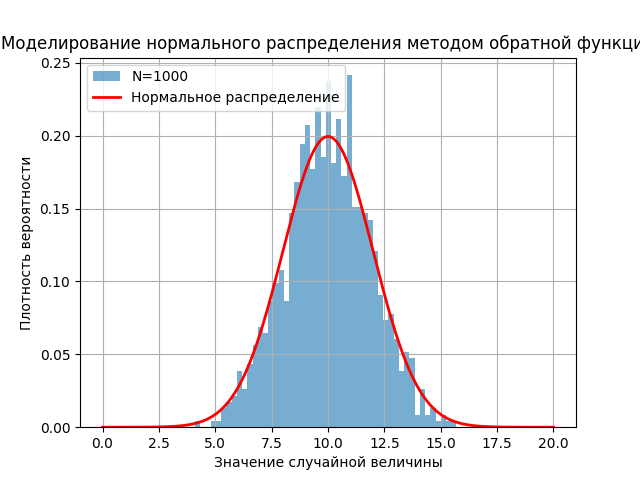 Моделирование нормального распределения методом обратной функци
N=1000
Нормальное распределение
Плотность вероятности
0.25
0.20
0.15
0.10
0.05
0.00
0.0 2.5 5.0 7.5 10.0 12.5 15.0 17.5 20.0
Значение случайной величины